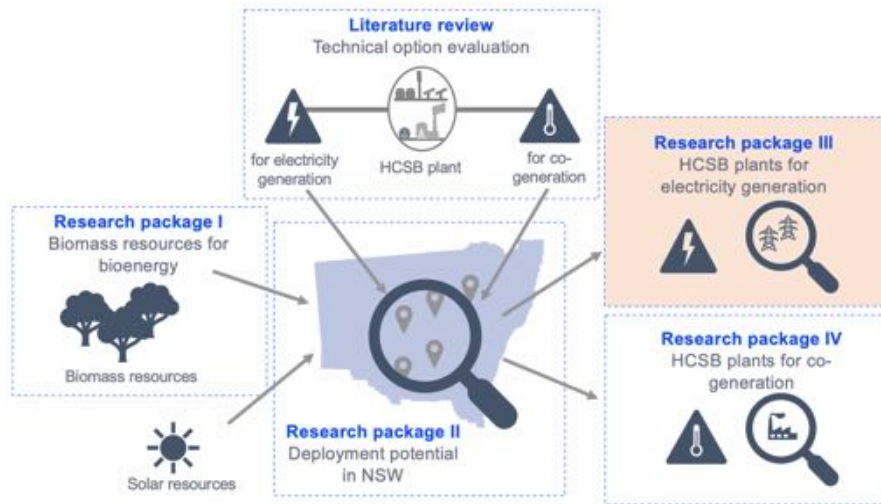 Literature review
Technical option evaluation
for electricity
generation
HCSB plant
for co-
generation
Research package I
Biomass resources for
bioenergy
Biomass resources
Solar resources
Research package II
Deployment potential
in NSW
Research package III
HCSB plants for
electricity generation
Research package IV
HCSB plants for co-
generation